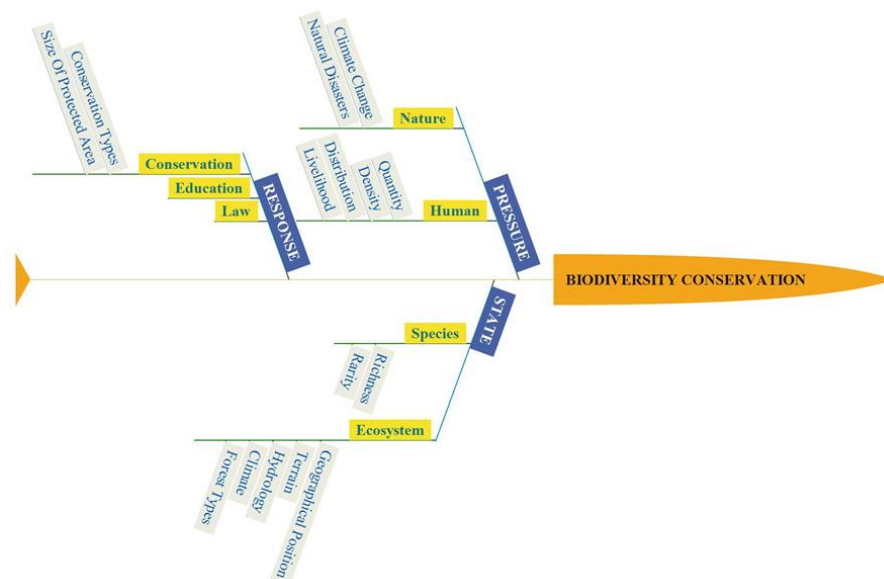 Size Of Protected Area
Conservation Types
Conservation
Education
Law
RESPONSE
Natural Disasters
Climate Change
Nature
Livelihood
Distribution
Density
Quantity
Human
PRESSURE
BIODIVERSITY CONSERVATION
STATE
Species
Rarity
Richness
Ecosystem
Forest Types
Climate
Hydrology
Terrain
Geographical Position